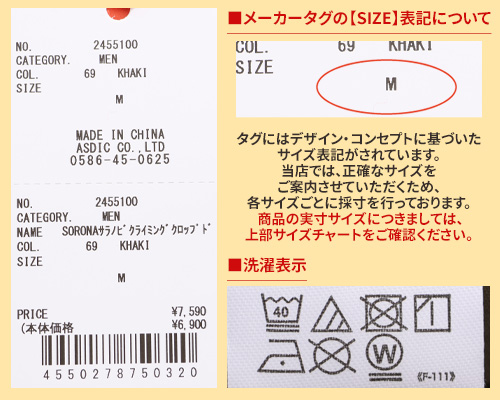 NO. 2455100
CATEGORY. MEN
COL. 69 KHAKI
SIZE
M
MADE IN CHINA
ASDIC CO.,LTD
0586-45-0625
NO. 2455100
CATEGORY. MEN
NAME SORONAサラノビクライミングクロップド
COL. 69 KHAKI
SIZE
M
PRICE ¥7,590
(本体価格 ¥6,900
4550278750320
■メーカータグの【SIZE】表記について
COL. 69 KHAKI
SIZE
M
タグにはデザイン・コンセプトに基づいた
サイズ表記がされています。
当店では、正確なサイズを
ご案内させていただくため、
各サイズごとに採寸を行っております。
商品の実寸サイズにつきましては、
上部サイズチャートをご確認ください。
■洗濯表示
40
W
《F-111》